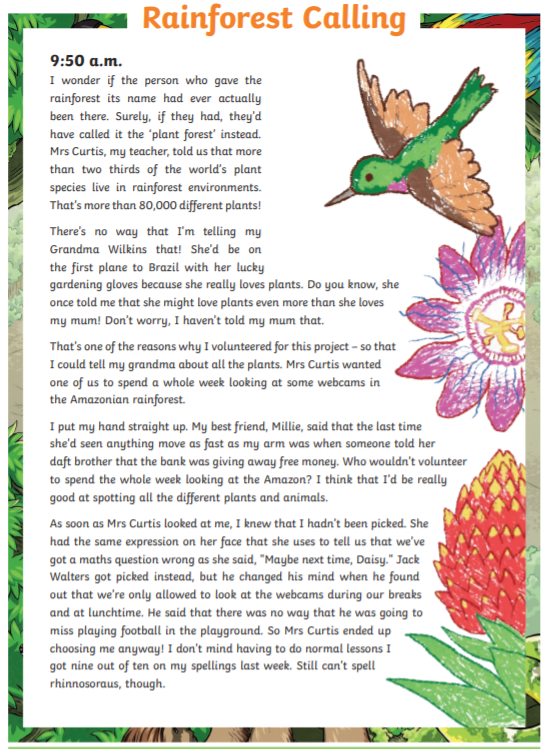 Rainforest Calling
9:50 a.m.
I wonder if the person who gave the
rainforest its name had ever actually
been there. Surely, if they had, they'd
have called it the 'plant forest' instead.
Mrs Curtis, my teacher, told us that more
than two thirds of the world's plant
species live in rainforest environments.
That's more than 80,000 different plants!
There's no way that I'm telling my
Grandma Wilkins that! She'd be on
the first plane to Brazil with her lucky
gardening gloves because she really loves plants. Do you know, she
once told me that she might love plants even more than she loves
my mum! Don't worry, I haven't told my mum that.
That's one of the reasons why I volunteered for this project – so that
I could tell my grandma about all the plants. Mrs Curtis wanted
one of us to spend a whole week looking at some webcams in
the Amazonian rainforest.
I put my hand straight up. My best friend, Millie, said that the last time
she'd seen anything move as fast as my arm was when someone told her
daft brother that the bank was giving away free money. Who wouldn't volunteer
to spend the whole week looking at the Amazon? I think that I'd be really
good at spotting all the different plants and animals.
As soon as Mrs Curtis looked at me, I knew that I hadn't been picked. She
had the same expression on her face that she uses to tell us that we've
got a maths question wrong as she said, "Maybe next time, Daisy." Jack
Walters got picked instead, but he changed his mind when he found
out that we're only allowed to look at the webcams during our breaks
and at lunchtime. He said that there was no way that he was going to
miss playing football in the playground. So Mrs Curtis ended up
choosing me anyway! I don't mind having to do normal lessons I
got nine out of ten on my spellings last week. Still can't spell
rhinnosoraus, though.